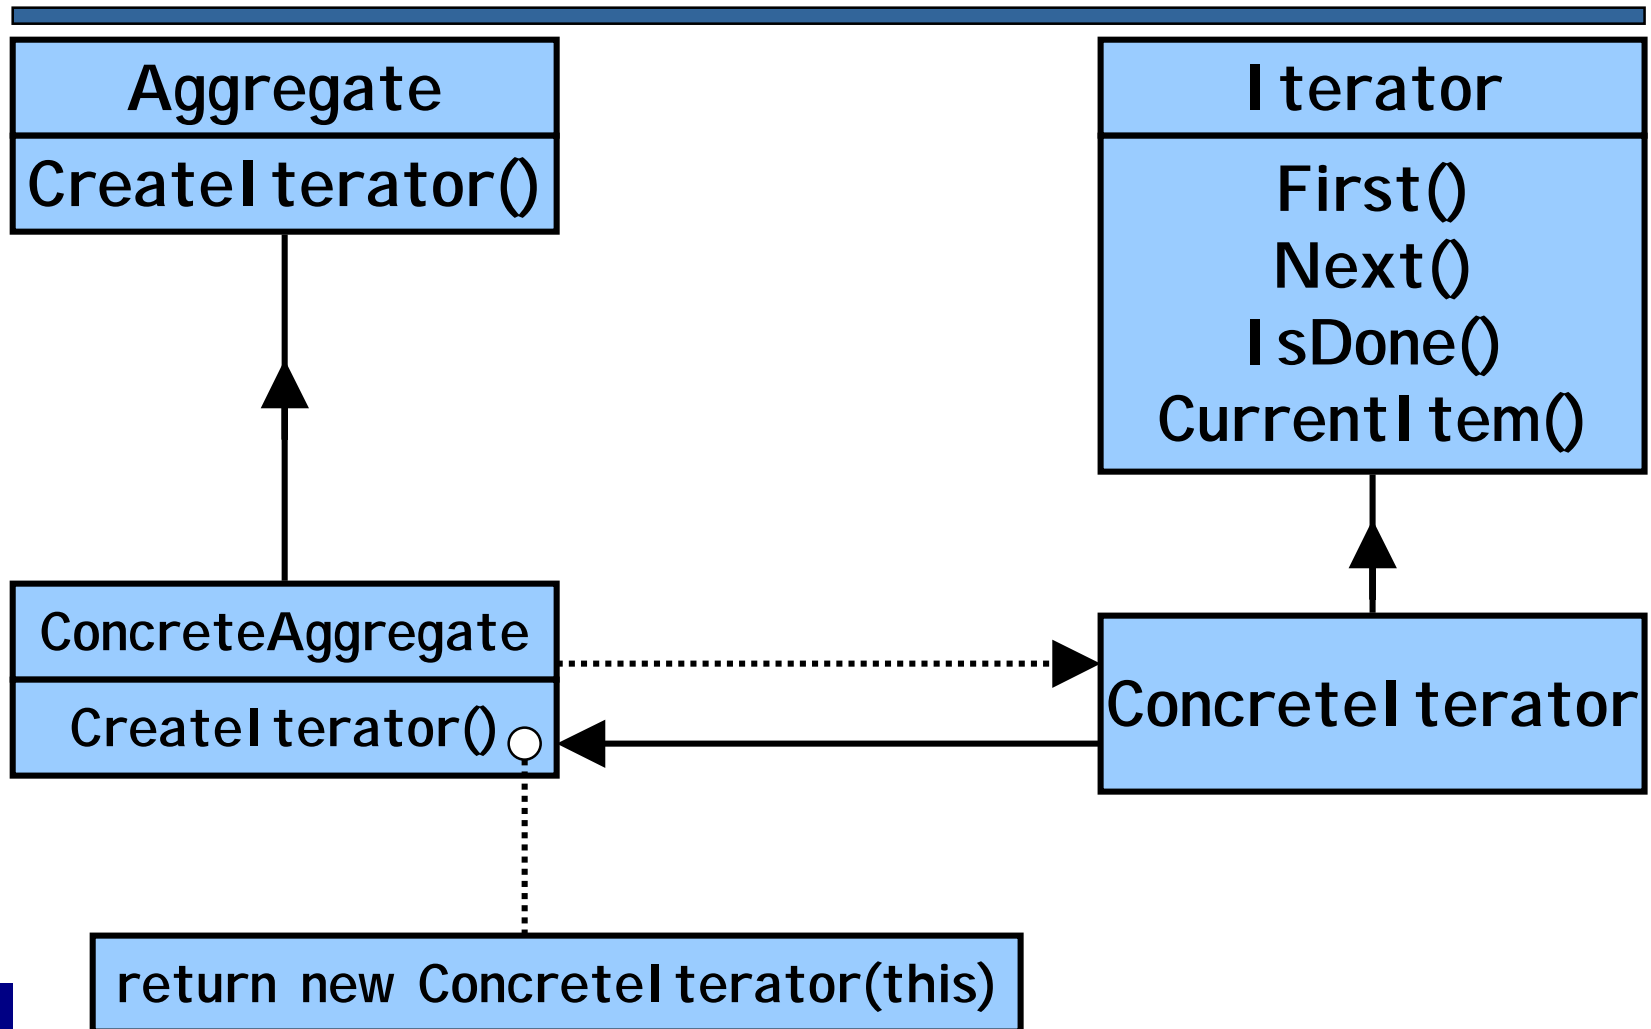 Aggregate
CreateIterator()
Iterator
First()
Next()
IsDone()
CurrentItem()
ConcreteAggregate
CreateIterator()
ConcreteIterator
return new ConcreteIterator(this)